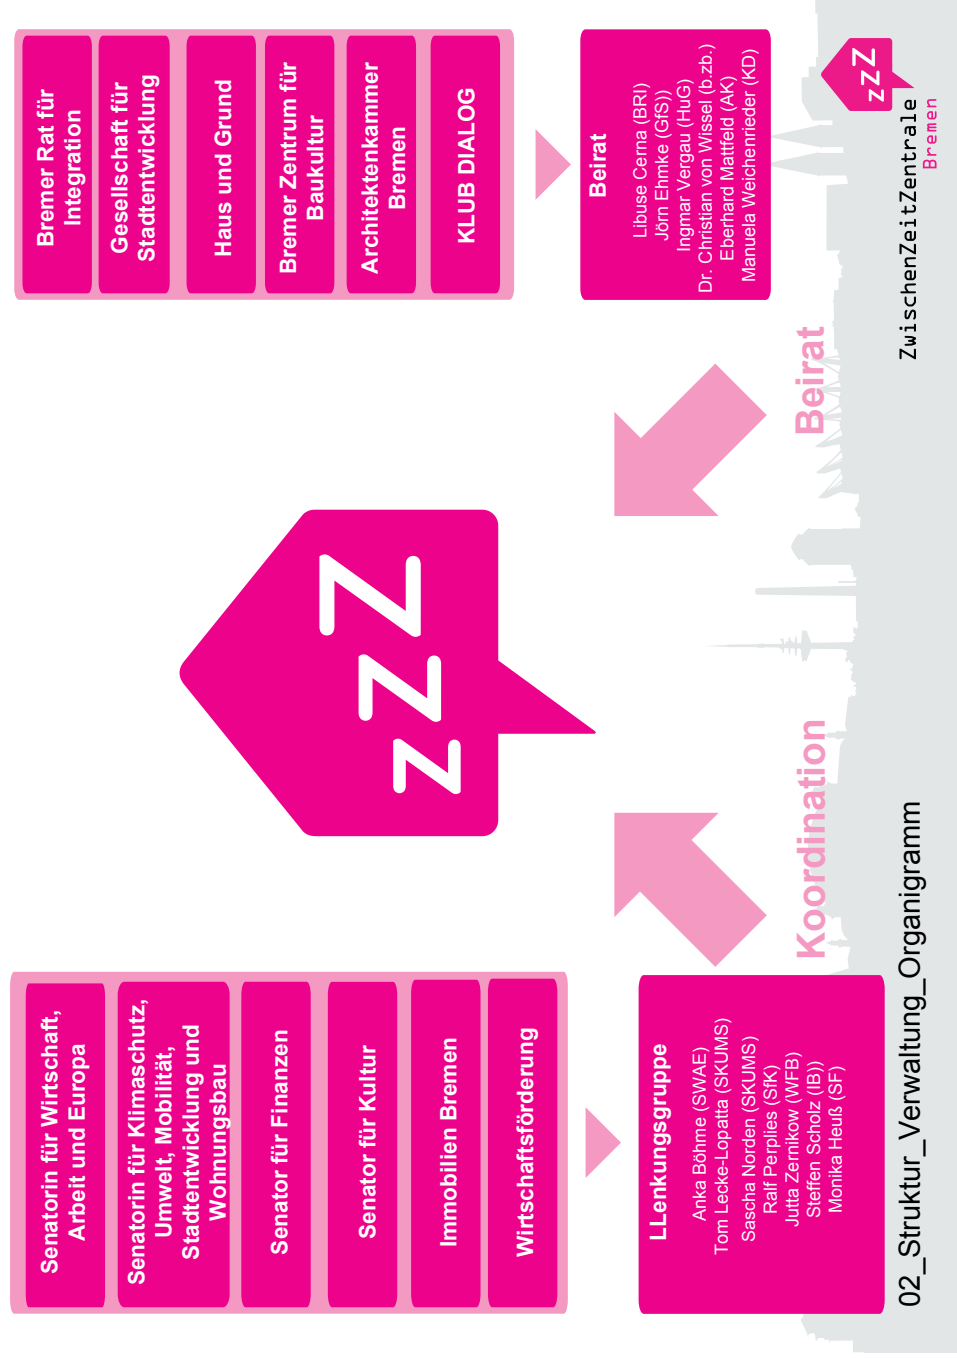 Senatorin für Wirtschaft,
Arbeit und Europa
Senatorin für Klimaschutz,
Umwelt, Mobilität,
Stadtentwicklung und
Wohnungsbau
Senator für Finanzen
Senator für Kultur
Immobilien Bremen
Wirtschaftsförderung
LLenkungsgruppe
Anka Böhme (SWAE)
Tom Lecke-Lopatta (SKUMS)
Sascha Norden (SKUMS)
Ralf Perplies (SfK)
Jutta Zernikow (WFB)
Steffen Scholz (IB))
Monika Heuß (SF)
Koordination
zzZ
Bremer Rat für
Integration
Gesellschaft für
Stadtentwicklung
Haus und Grund
Bremer Zentrum für
Baukultur
Architektenkammer
Bremen
KLUB DIALOG
Beirat
Libuse Cerna (BRI)
Jörn Ehmke (GfS))
Ingmar Vergau (HuG)
Dr. Christian von Wissel (b.zb.)
Eberhard Mattfeld (AK)
Manuela Weichenrieder (KD)
Beirat
02_Struktur_Verwaltung_Organigramm
zzZ
ZwischenZeitZentrale
Bremen